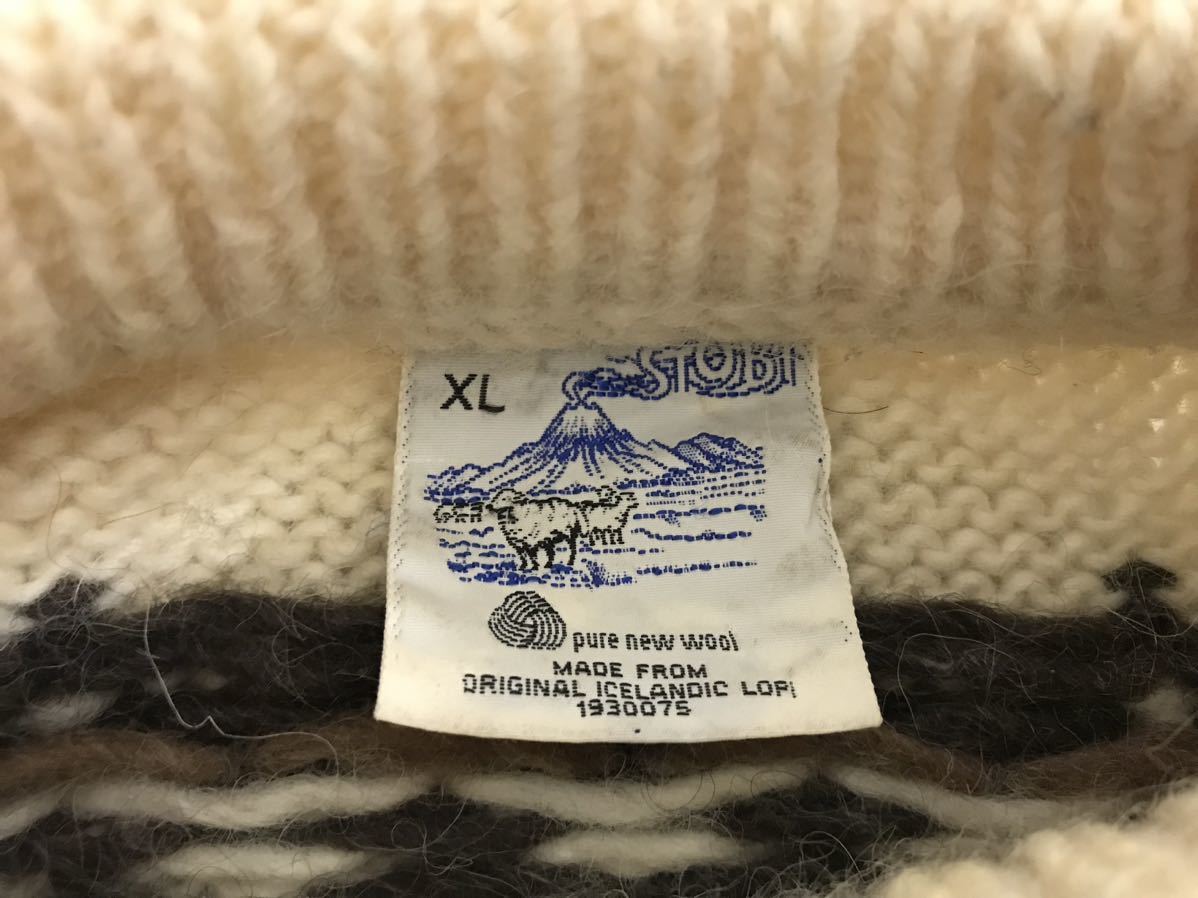 STOBI
XL
pure new wool
MADE FROM
ORIGINAL ICELANDIC LOPI
1930075